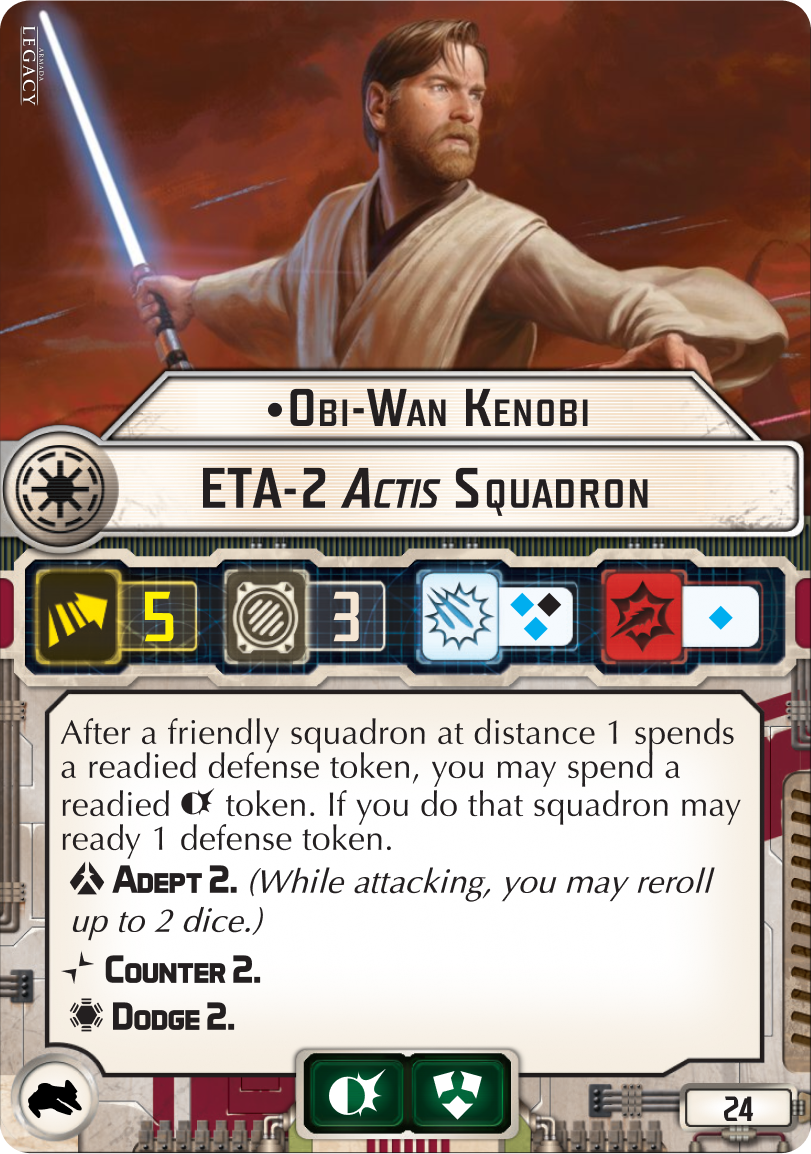 ARMADA
LEGACY
•Obi-Wan Kenobi
ETA-2 Actis Squadron
5 3
After a friendly squadron at distance 1 spends
a readied defense token, you may spend a
readied token. If you do that squadron may
ready 1 defense token.
Adept 2. (While attacking, you may reroll
up to 2 dice.)
Counter 2.
Dodge 2.
24